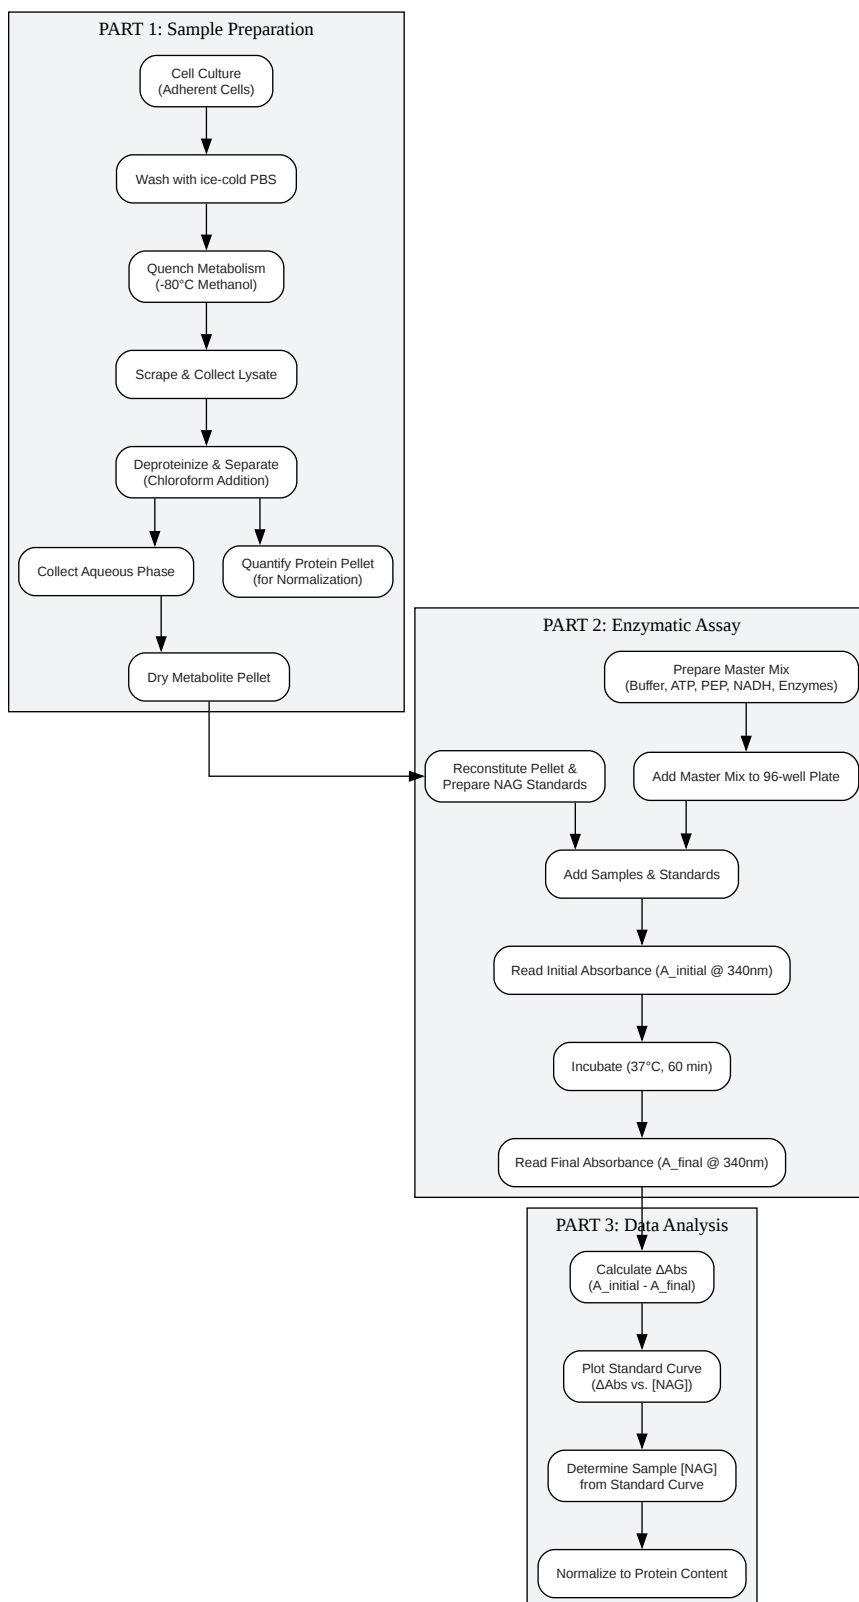 PART 1: Sample Preparation
Cell Culture
(Adherent Cells)
Wash with ice-cold PBS
Quench Metabolism
(-80°C Methanol)
Scrape & Collect Lysate
Deproteinize & Separate
(Chloroform Addition)
Collect Aqueous Phase
Quantify Protein Pellet
(for Normalization)
Dry Metabolite Pellet
PART 2: Enzymatic Assay
Prepare Master Mix
(Buffer, ATP, PEP, NADH, Enzymes)
Reconstitute Pellet &
Prepare NAG Standards
Add Master Mix to 96-well Plate
Add Samples & Standards
Read Initial Absorbance (A_initial @ 340nm)
Incubate (37°C, 60 min)
Read Final Absorbance (A_final @ 340nm)
PART 3: Data Analysis
Calculate ΔAbs
(A_initial - A_final)
Plot Standard Curve
(ΔAbs vs. [NAG])
Determine Sample [NAG]
from Standard Curve
Normalize to Protein Content